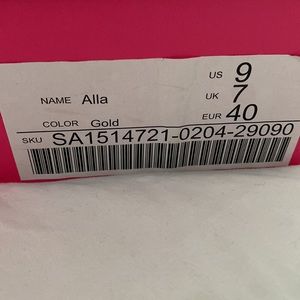 US 9
NAME Alla UK 7
COLOR Gold EUR 40
SKU SA1514721-0204-29090